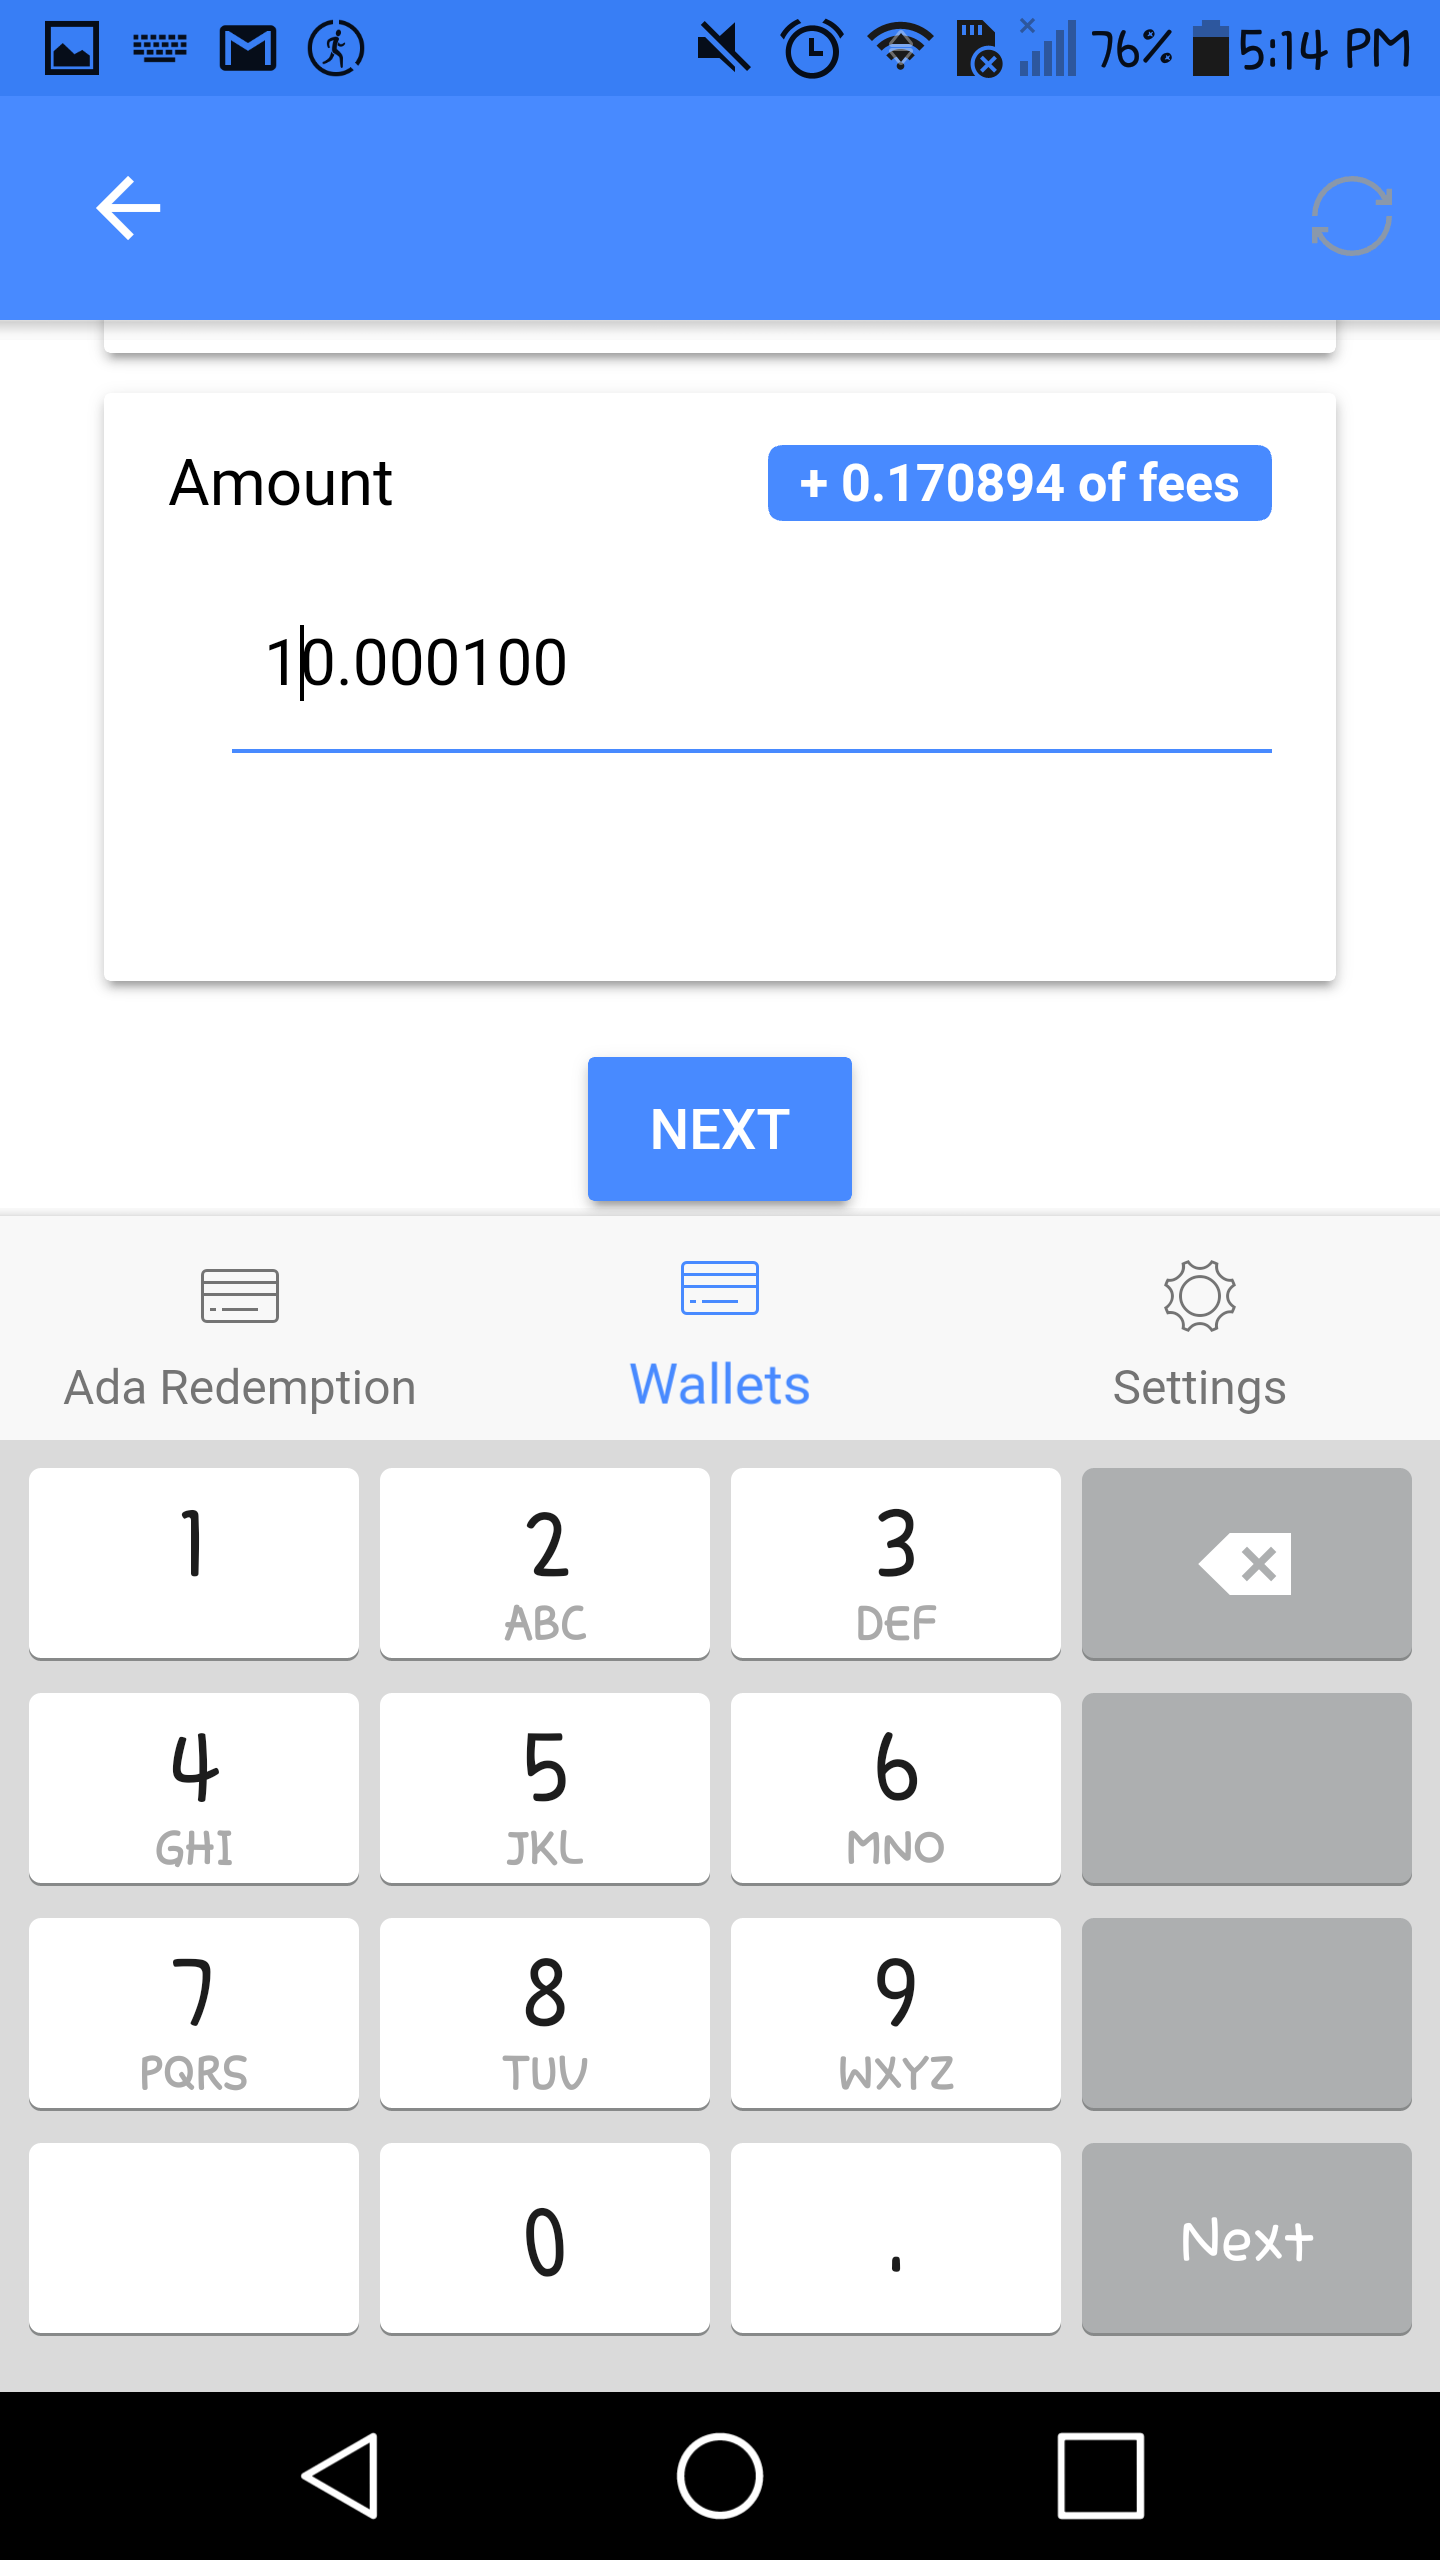 76% 5:14 PM
Amount
+ 0.170894 of fees
10.000100
NEXT
Ada Redemption
Wallets
Settings
1
2
3
ABC
DEF
4
5
6
GHI
JKL
MNO
7
8
9
PQRS
TUV
WXYZ
0
.
Next